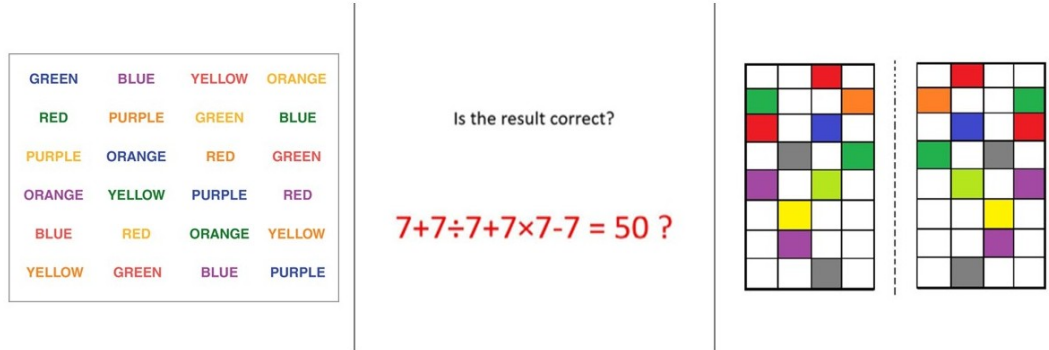 GREEN BLUE YELLOW ORANGE
RED PURPLE GREEN BLUE
PURPLE ORANGE RED GREEN
ORANGE YELLOW PURPLE RED
BLUE RED ORANGE YELLOW
YELLOW GREEN BLUE PURPLE
Is the result correct?
7+7÷7+7×7-7 = 50 ?